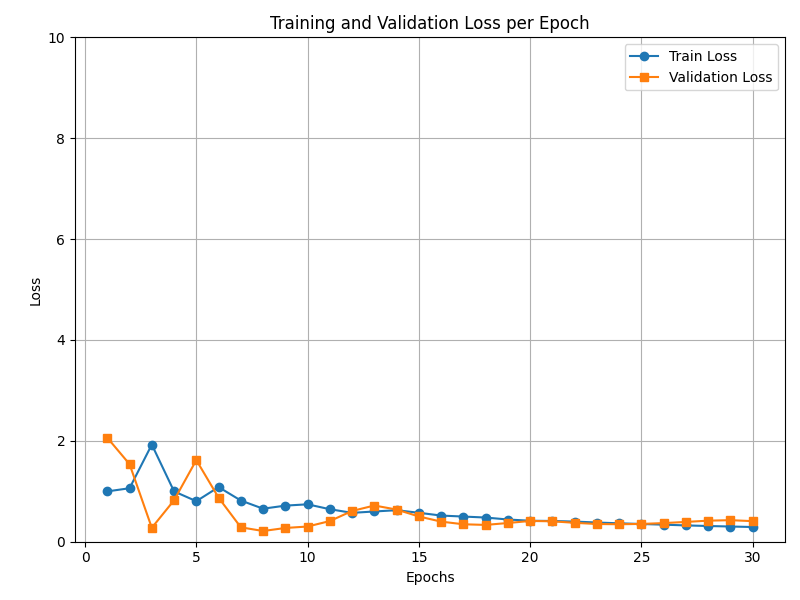 Training and Validation Loss per Epoch
10
8
6
4
2
0
Loss
Train Loss
Validation Loss
0 5 10 15 20 25 30
Epochs